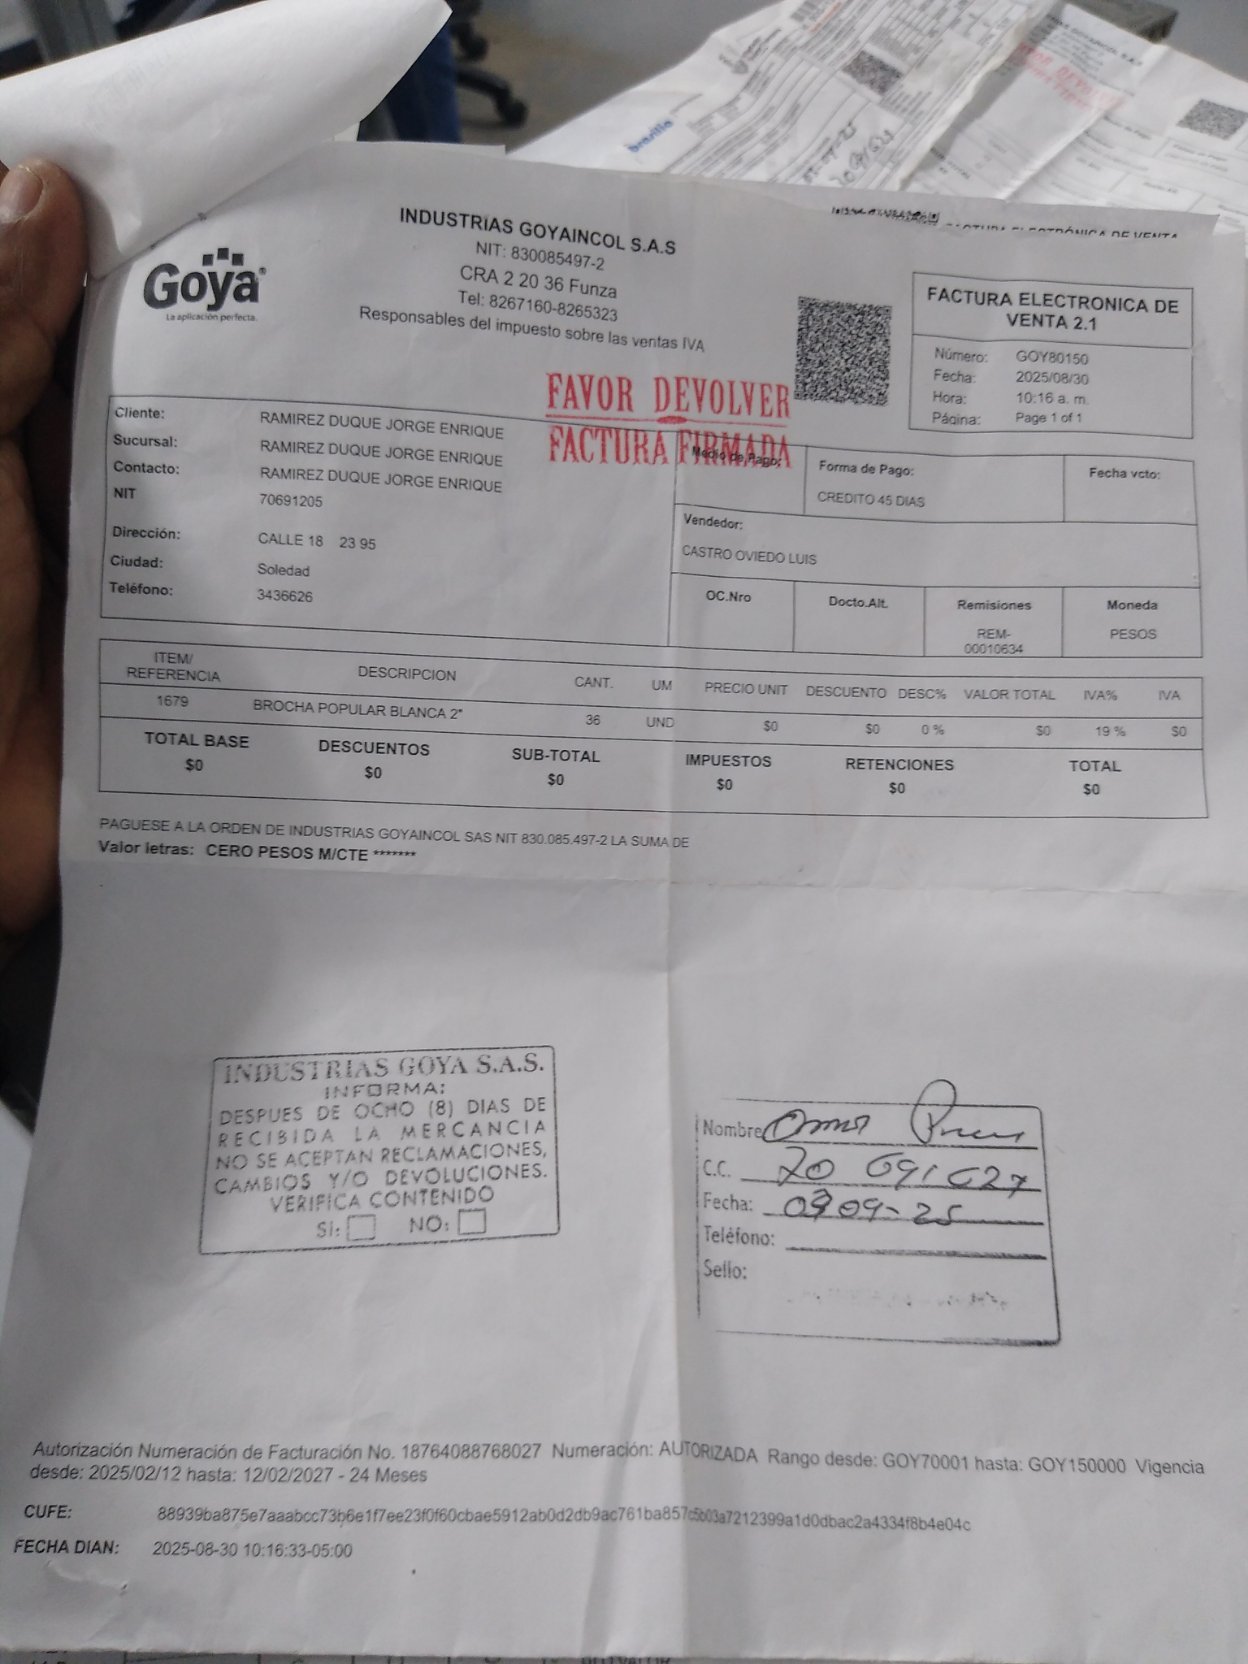 INDUSTRIAS GOYAINCOL S.A.S
NIT: 830085497-2
CRA 2 20 36 Funza
Tel: 8267160-8265323
Responsables del impuesto sobre las ventas IVA
Goya®
La aplicación perfecta.
FACTURA ELECTRÓNICA DE VENTA
FACTURA ELECTRONICA DE
VENTA 2.1
Número: GOY80150
Fecha: 2025/08/30
Hora: 10:16 a. m.
Página: Page 1 of 1
FAVOR DEVOLVER
FACTURA FIRMADA
Cliente: RAMIREZ DUQUE JORGE ENRIQUE
Sucursal: RAMIREZ DUQUE JORGE ENRIQUE
Contacto: RAMIREZ DUQUE JORGE ENRIQUE
NIT 70691205
Dirección: CALLE 18 23 95
Ciudad: Soledad
Teléfono: 3436626
Medio de Pago: Forma de Pago: Fecha vcto:
CREDITO 45 DIAS
Vendedor:
CASTRO OVIEDO LUIS
OC.Nro Docto.Alt. Remisiones Moneda
REM- PESOS
00010634
ITEM/
REFERENCIA DESCRIPCION CANT. UM PRECIO UNIT DESCUENTO DESC% VALOR TOTAL IVA% IVA
1679 BROCHA POPULAR BLANCA 2" 36 UND $0 $0 0 % $0 19 % $0
TOTAL BASE DESCUENTOS SUB-TOTAL IMPUESTOS RETENCIONES TOTAL
$0 $0 $0 $0 $0 $0
PAGUESE A LA ORDEN DE INDUSTRIAS GOYAINCOL SAS NIT 830.085.497-2 LA SUMA DE
Valor letras: CERO PESOS M/CTE *******
INDUSTRIAS GOYA S.A.S.
INFORMA:
DESPUES DE OCHO (8) DIAS DE
RECIBIDA LA MERCANCIA
NO SE ACEPTAN RECLAMACIONES,
CAMBIOS Y/O DEVOLUCIONES.
VERIFICA CONTENIDO
SI: NO:
Nombre Omar
C.C. 70 691 627
Fecha: 09-25
Teléfono:
Sello:
Autorización Numeración de Facturación No. 18764088768027 Numeración: AUTORIZADA Rango desde: GOY70001 hasta: GOY150000 Vigencia
desde: 2025/02/12 hasta: 12/02/2027 - 24 Meses
CUFE: 88939ba875e7aaabcc73b6e1f7ee23f0f60cbae5912ab0d2db9ac761ba857c5b03a7212399a1d0dbac2a4334f8b4e04c
FECHA DIAN: 2025-08-30 10:16:33-05:00